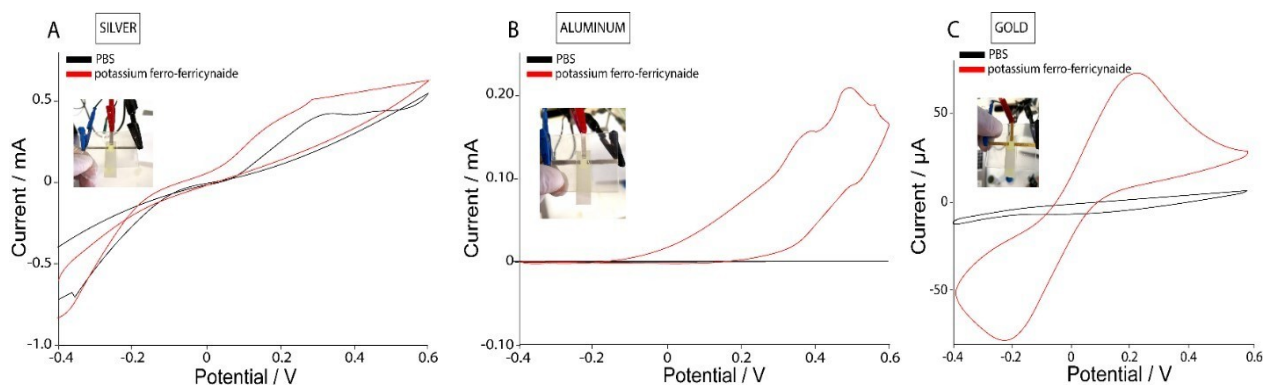 A
SILVER
PBS
potassium ferro-ferricynaide
0.5
0
-0.5
-1.0
Current / mA
-0.4
-0.2
0
0.2
0.4
0.6
Potential / V
B
ALUMINUM
PBS
potassium ferro-ferricynaide
0.20
0.10
0
-0.10
Current / mA
-0.4
-0.2
0
0.2
0.4
0.6
Potential / V
C
GOLD
PBS
potassium ferro-ferricynaide
50
0
-50
Current / µA
-0.4
-0.2
0
0.2
0.4
0.6
Potential / V